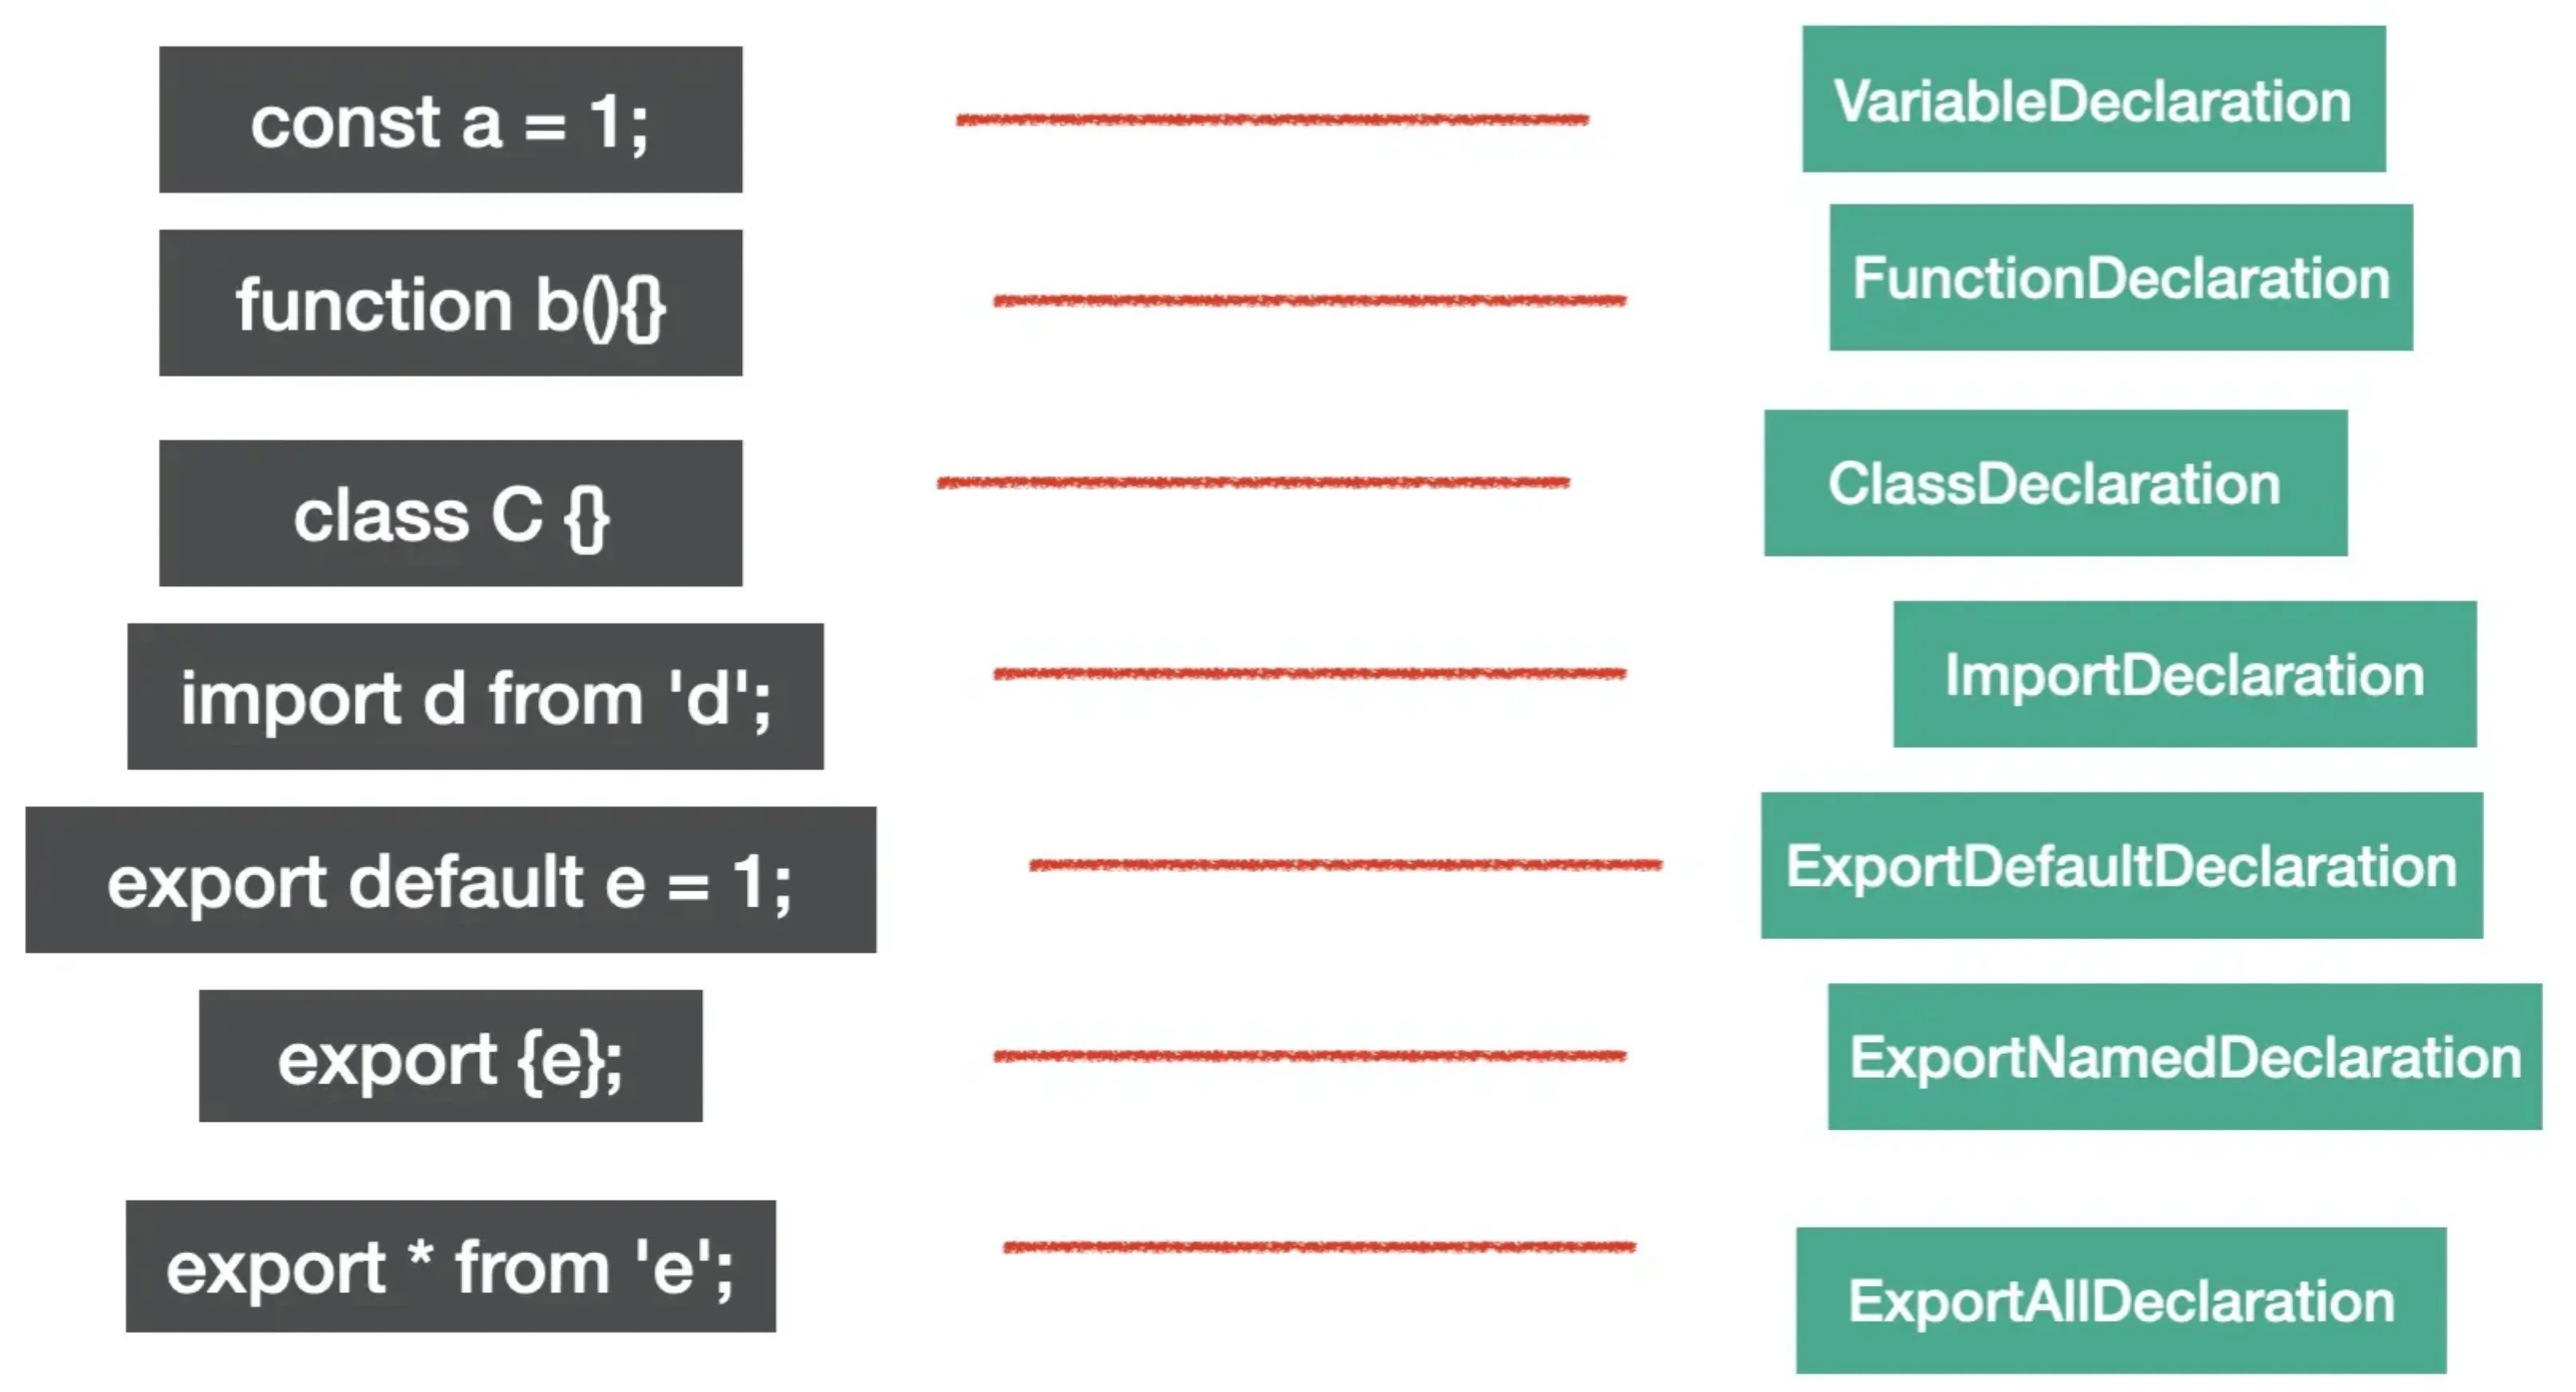 const a = 1;
VariableDeclaration
function b(){}
FunctionDeclaration
class C {}
ClassDeclaration
import d from 'd';
ImportDeclaration
export default e = 1;
ExportDefaultDeclaration
export {e};
ExportNamedDeclaration
export * from 'e';
ExportAllDeclaration